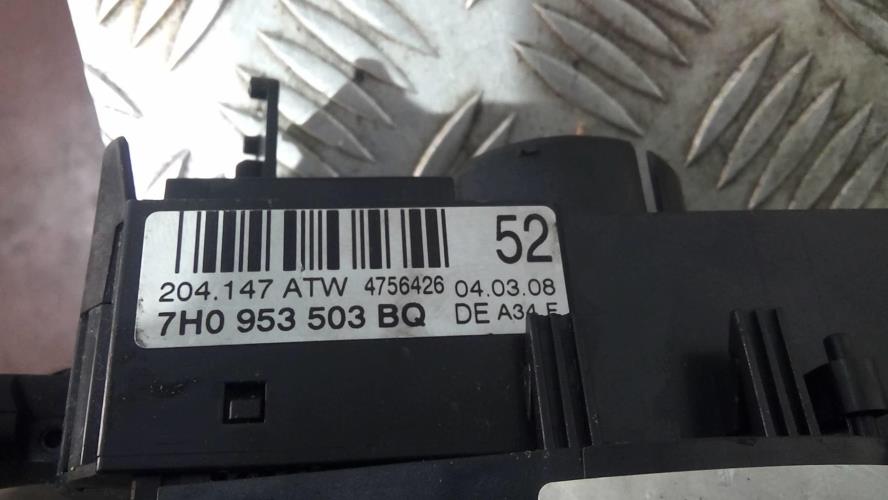 52
204.147 ATW 4756426 04.03.08
7H0 953 503 BQ DE A34